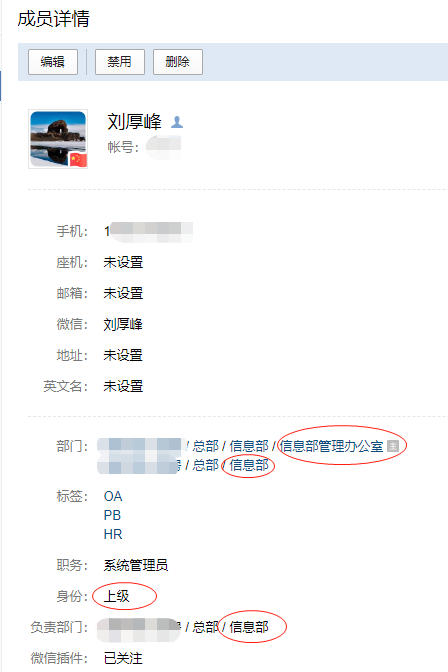 成员详情
编辑 禁用 删除
刘厚峰
帐号:
手机: 1
座机: 未设置
邮箱: 未设置
微信: 刘厚峰
地址: 未设置
英文名: 未设置
部门: / 总部 / 信息部 / 信息部管理办公室 主
/ 总部 / 信息部
标签: OA
PB
HR
职务: 系统管理员
身份: 上级
负责部门: / 总部 / 信息部
微信插件: 已关注